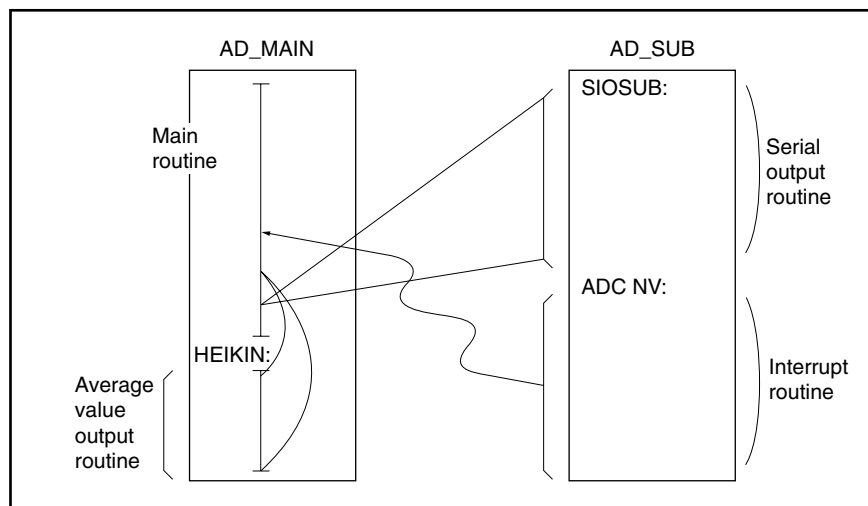 AD_MAIN
AD_SUB
SIOSUB:
Main
routine
Serial
output
routine
ADC NV:
HEIKIN:
Average
value
output
routine
Interrupt
routine